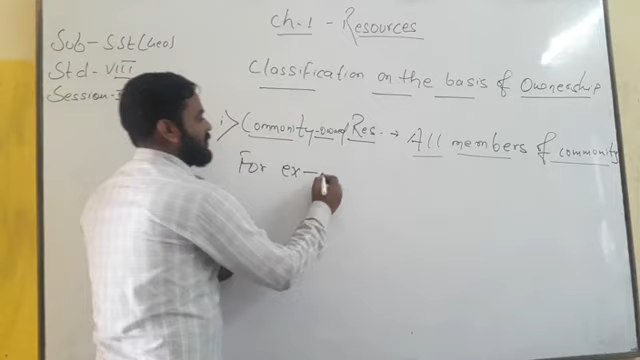 Ch-1 - Resources
Sub- SSt (Geo)
Std- VIII
Session-
Classification on the basis of Ownership
i> Community-owned Res. → All members of community
For ex-